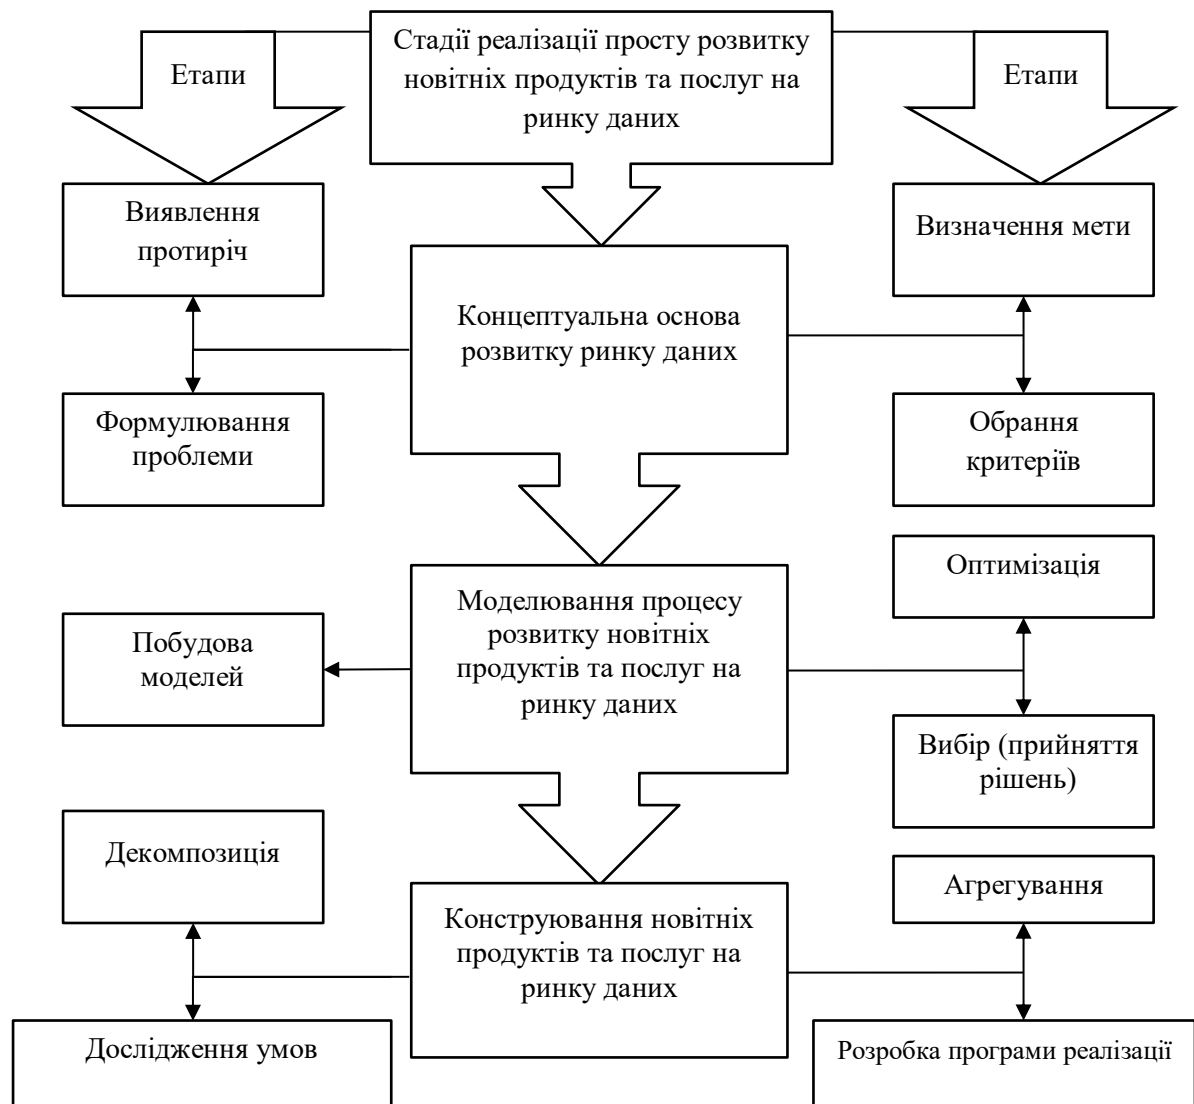 Стадії реалізації просту розвитку
новітніх продуктів та послуг на
ринку даних
Етапи
Етапи
Виявлення
протиріч
Визначення мети
Концептуальна основа
розвитку ринку даних
Формулювання
проблеми
Обрання
критеріїв
Оптимізація
Моделювання процесу
розвитку новітніх
продуктів та послуг на
ринку даних
Побудова
моделей
Вибір (прийняття
рішень)
Декомпозиція
Агрегування
Конструювання новітніх
продуктів та послуг на
ринку даних
Дослідження умов
Розробка програми реалізації